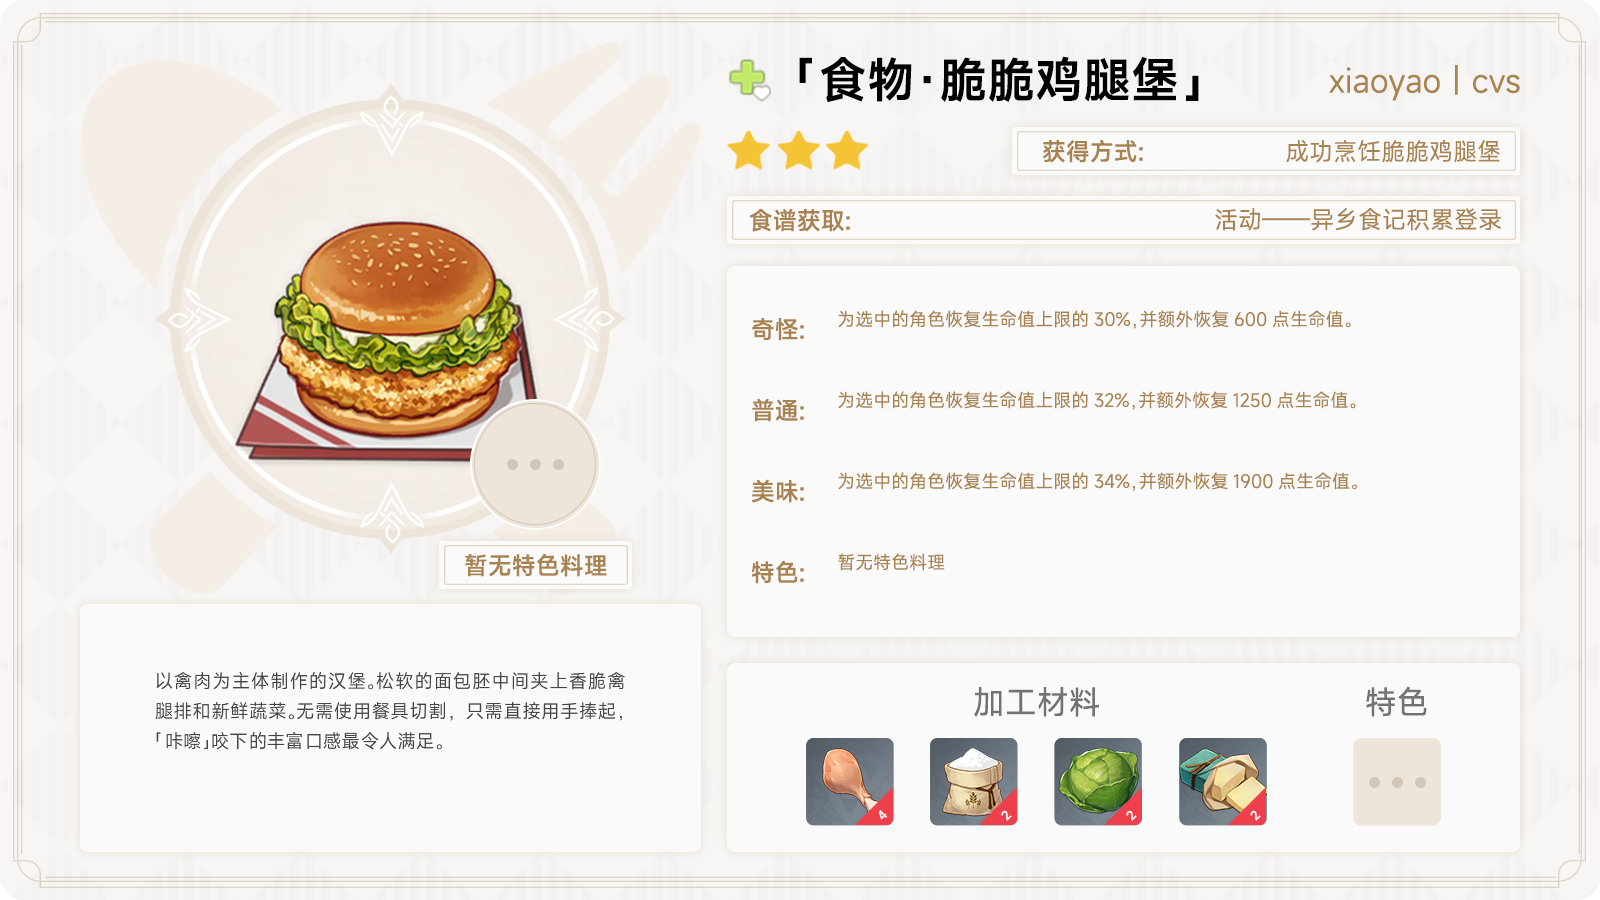 「食物·脆脆鸡腿堡」
xiaoyao | cvs
获得方式: 成功烹饪脆脆鸡腿堡
食谱获取: 活动——异乡食记积累登录
奇怪: 为选中的角色恢复生命值上限的 30%,并额外恢复 600 点生命值。
普通: 为选中的角色恢复生命值上限的 32%,并额外恢复 1250 点生命值。
美味: 为选中的角色恢复生命值上限的 34%,并额外恢复 1900 点生命值。
特色: 暂无特色料理
暂无特色料理
以禽肉为主体制作的汉堡。松软的面包胚中间夹上香脆禽
腿排和新鲜蔬菜。无需使用餐具切割，只需直接用手捧起，
「咔嚓」咬下的丰富口感最令人满足。
加工材料
特色
4
2
2
2